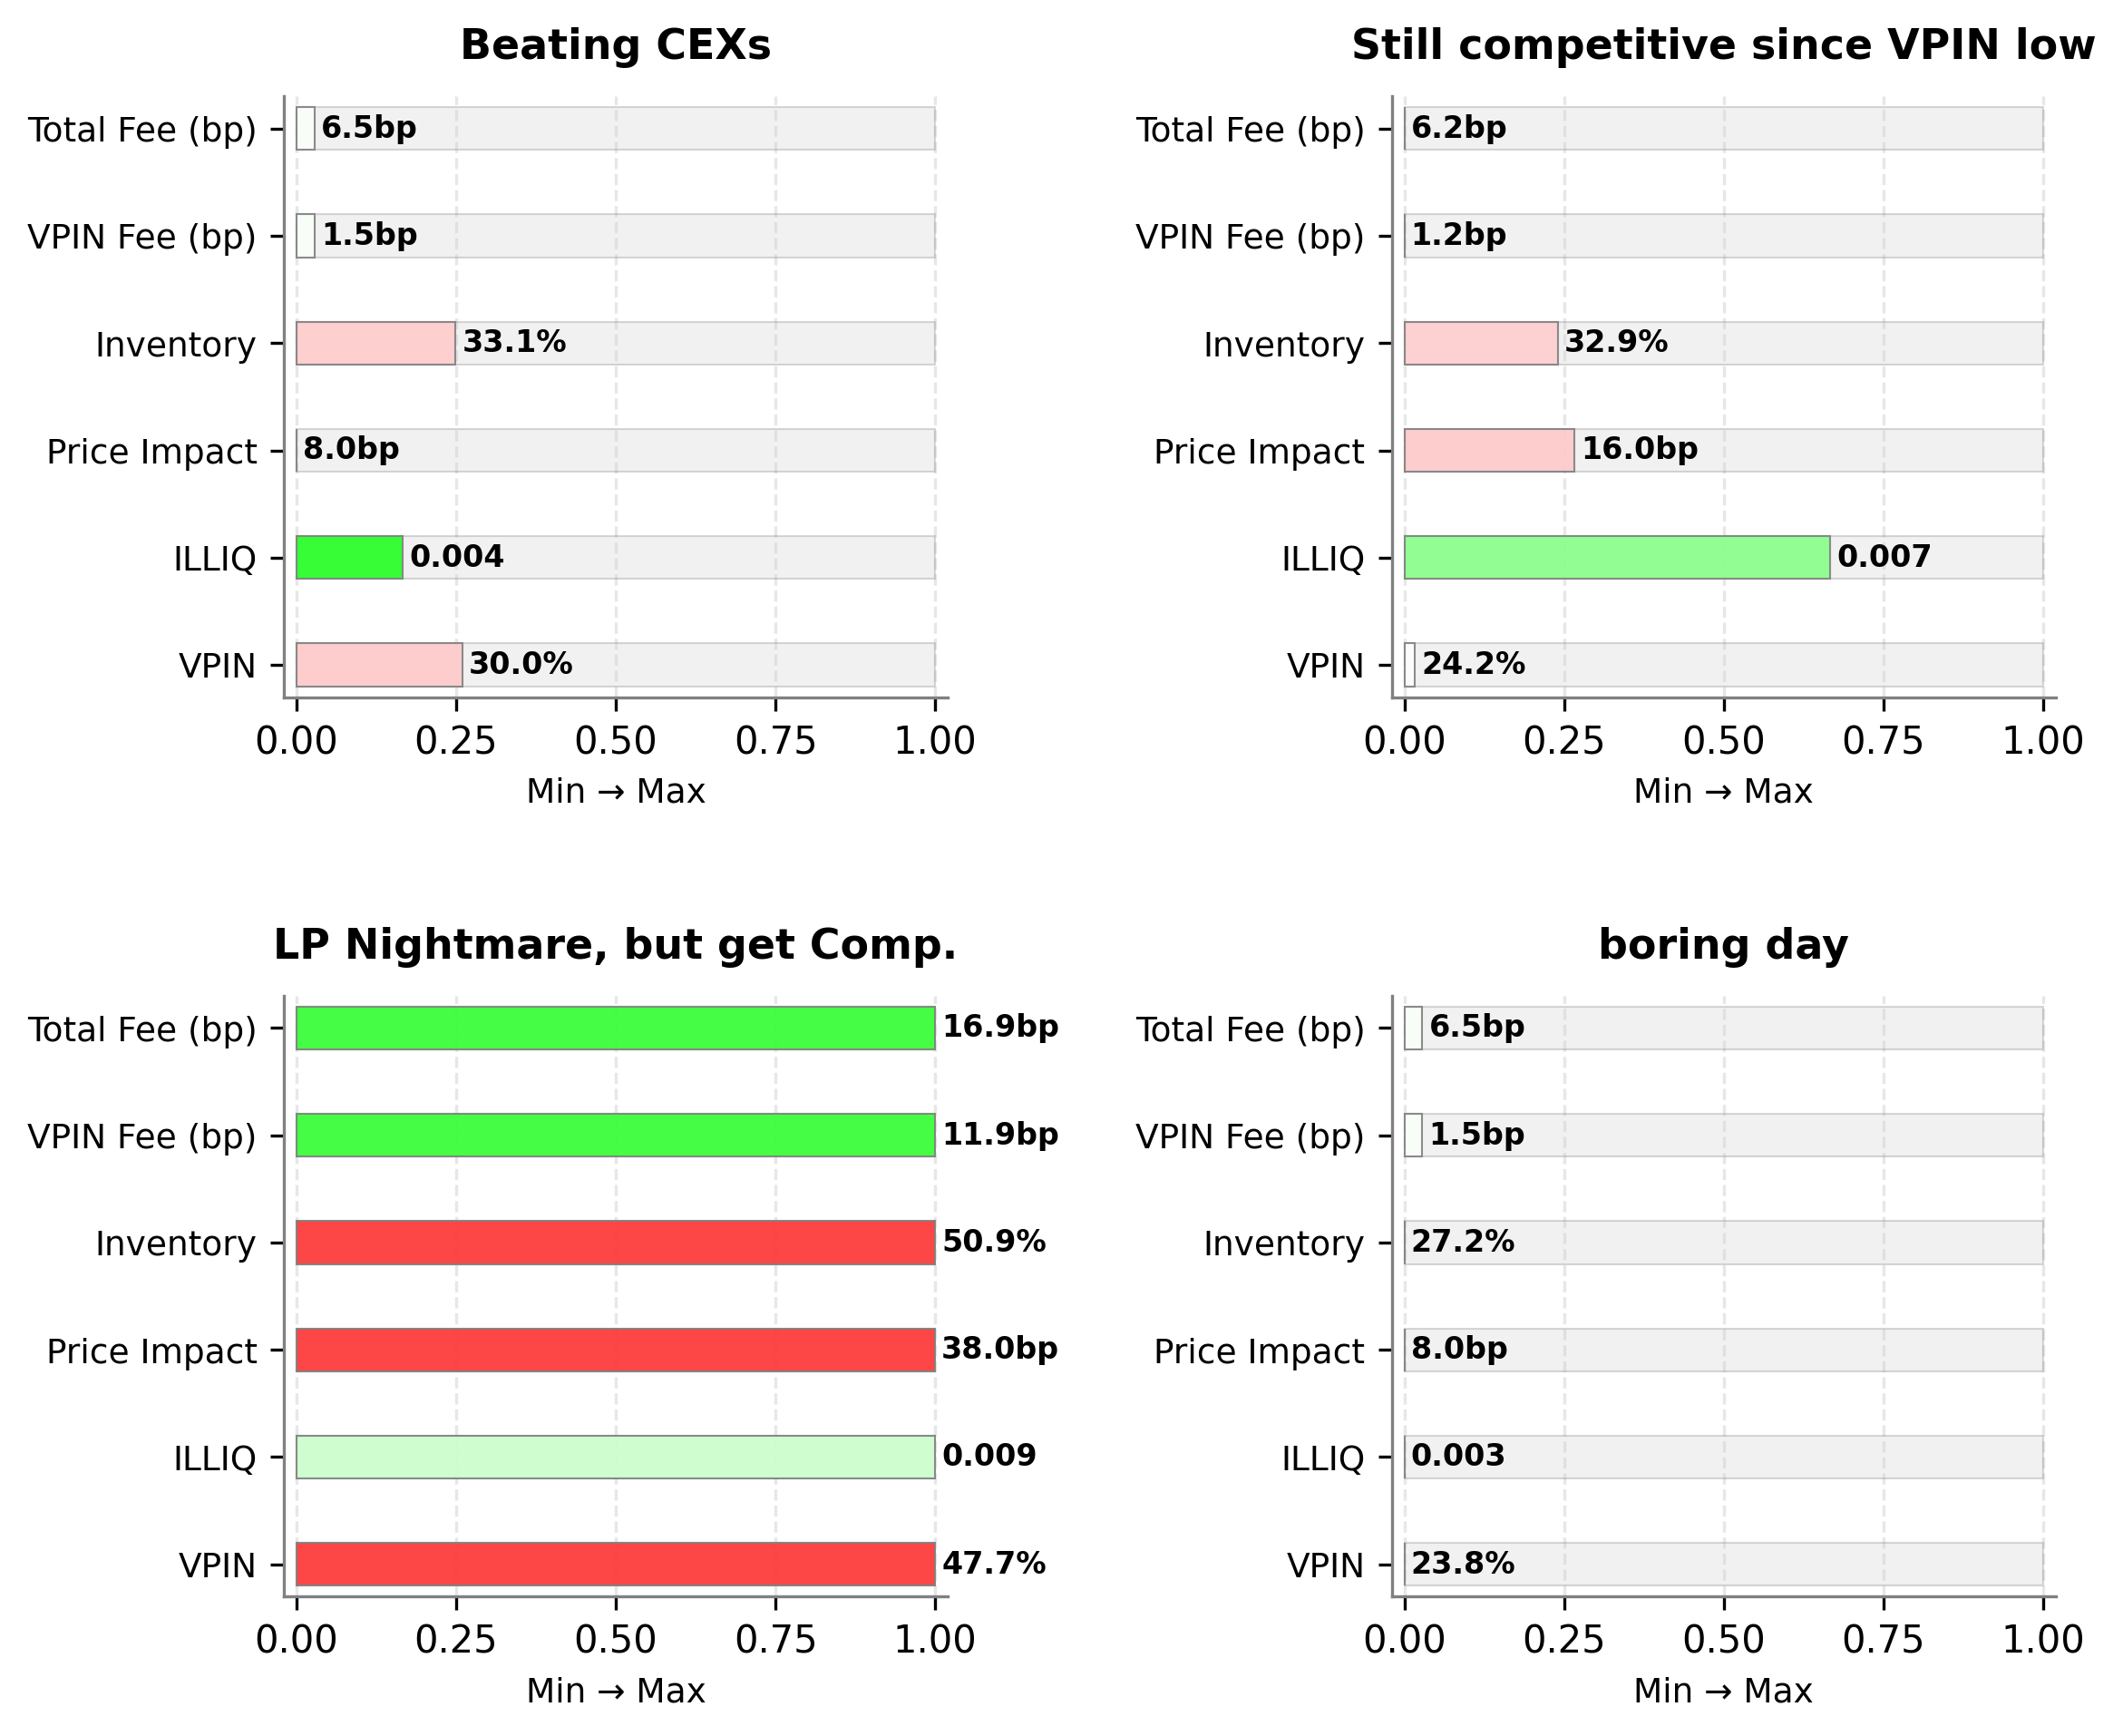 Beating CEXs
Total Fee (bp) 6.5bp
VPIN Fee (bp) 1.5bp
Inventory 33.1%
Price Impact 8.0bp
ILLIQ 0.004
VPIN 30.0%
0.00 0.25 0.50 0.75 1.00
Min → Max
Still competitive since VPIN low
Total Fee (bp) 6.2bp
VPIN Fee (bp) 1.2bp
Inventory 32.9%
Price Impact 16.0bp
ILLIQ 0.007
VPIN 24.2%
0.00 0.25 0.50 0.75 1.00
Min → Max
LP Nightmare, but get Comp.
Total Fee (bp) 16.9bp
VPIN Fee (bp) 11.9bp
Inventory 50.9%
Price Impact 38.0bp
ILLIQ 0.009
VPIN 47.7%
0.00 0.25 0.50 0.75 1.00
Min → Max
boring day
Total Fee (bp) 6.5bp
VPIN Fee (bp) 1.5bp
Inventory 27.2%
Price Impact 8.0bp
ILLIQ 0.003
VPIN 23.8%
0.00 0.25 0.50 0.75 1.00
Min → Max